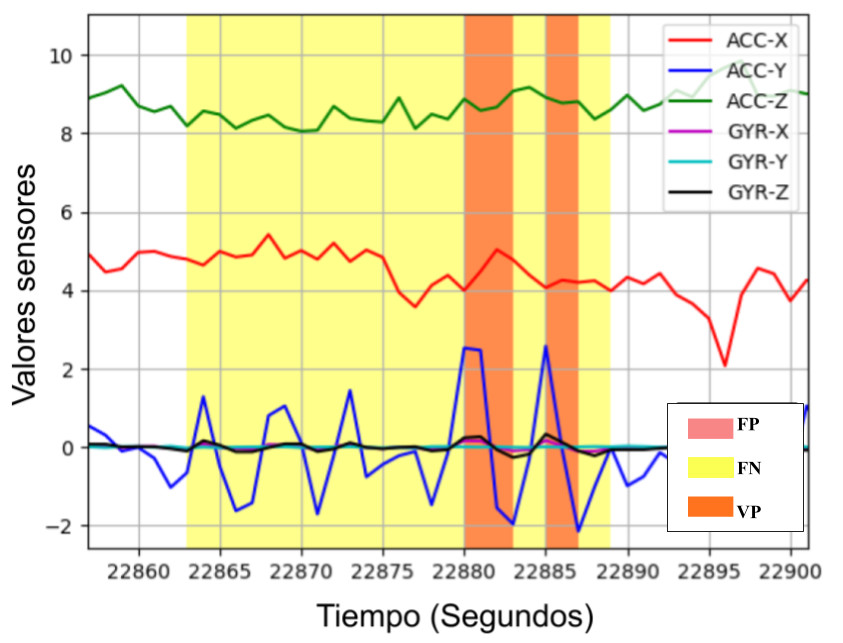 Valores sensores
10
8
6
4
2
0
−2
ACC-X
ACC-Y
ACC-Z
GYR-X
GYR-Y
GYR-Z
FP
FN
VP
22860 22865 22870 22875 22880 22885 22890 22895 22900
Tiempo (Segundos)